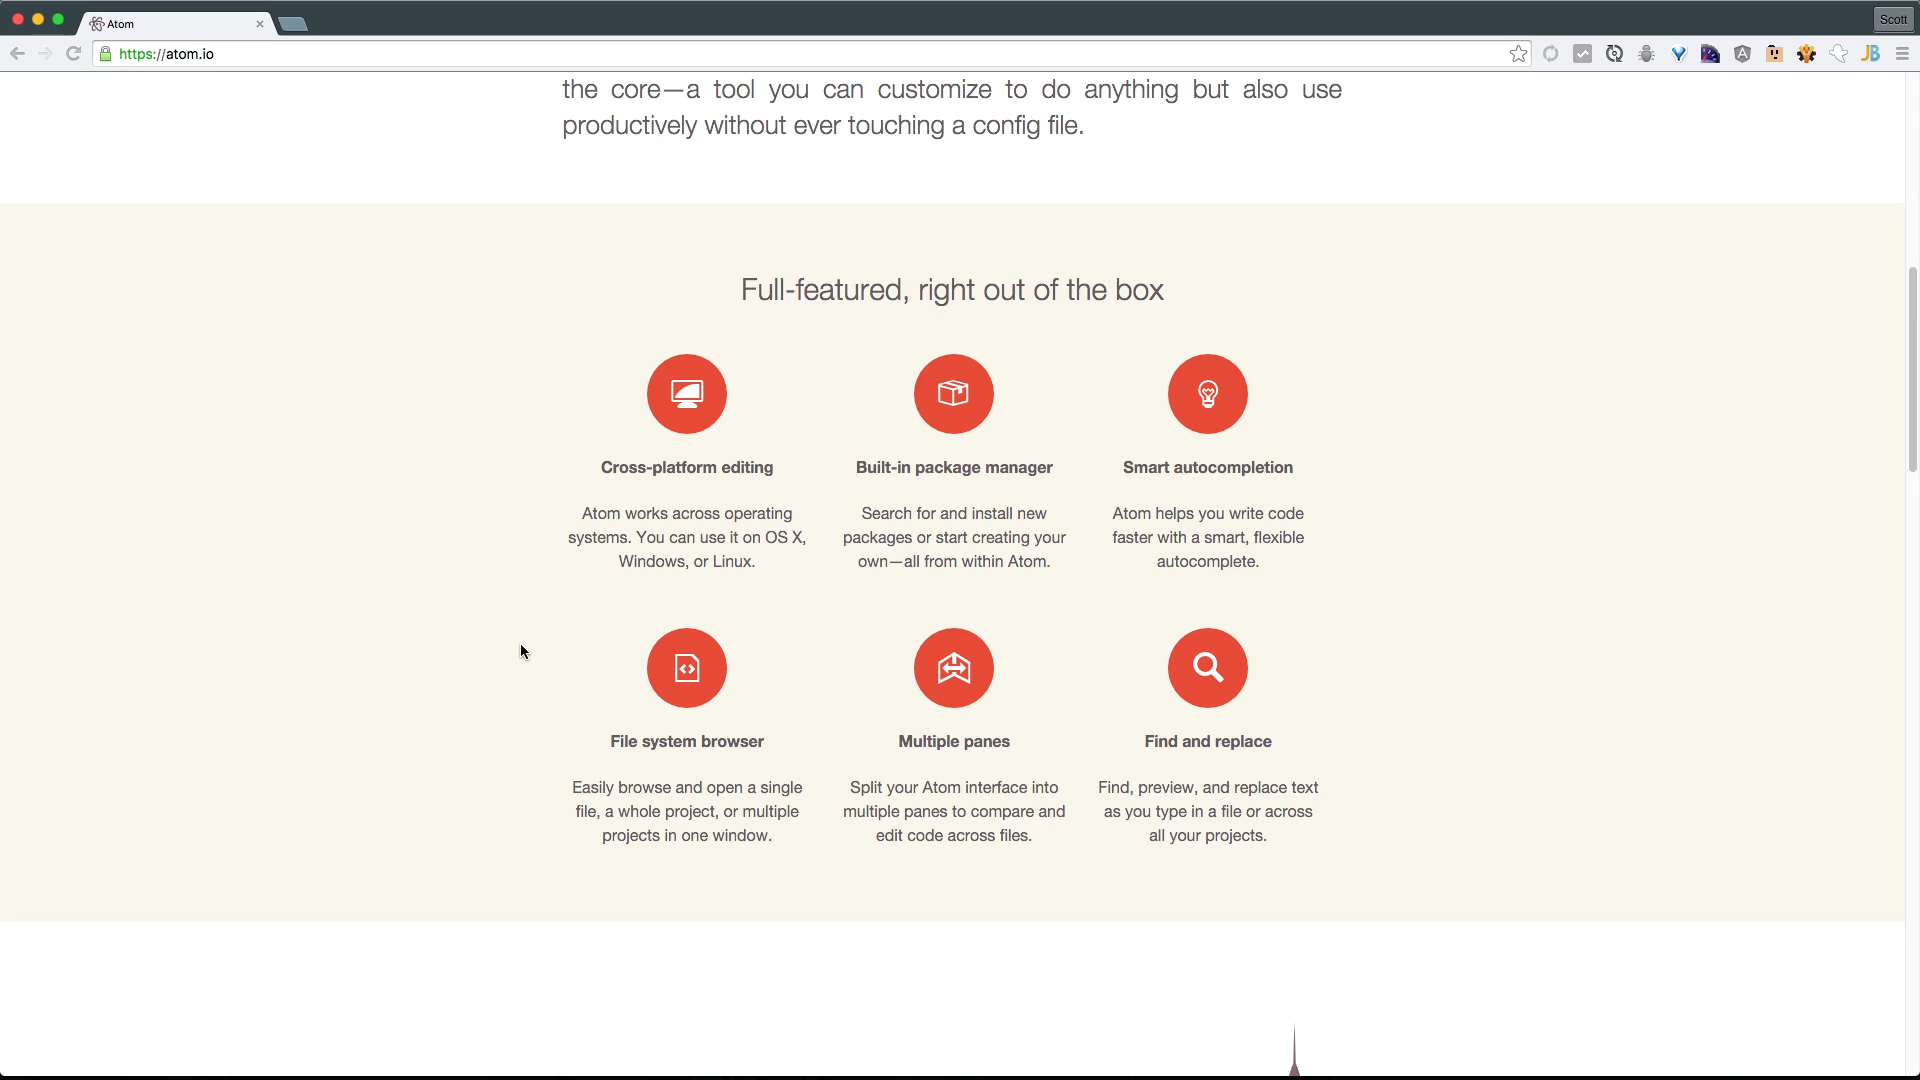 Atom
Scott
https://atom.io
JB
the core—a tool you can customize to do anything but also use
productively without ever touching a config file.
Full-featured, right out of the box
Cross-platform editing
Atom works across operating
systems. You can use it on OS X,
Windows, or Linux.
Built-in package manager
Search for and install new
packages or start creating your
own—all from within Atom.
Smart autocompletion
Atom helps you write code
faster with a smart, flexible
autocomplete.
File system browser
Easily browse and open a single
file, a whole project, or multiple
projects in one window.
Multiple panes
Split your Atom interface into
multiple panes to compare and
edit code across files.
Find and replace
Find, preview, and replace text
as you type in a file or across
all your projects.